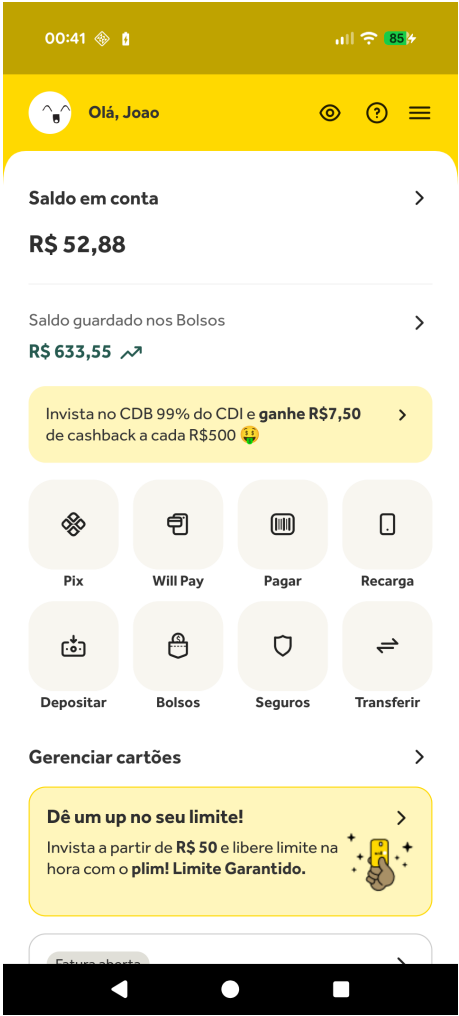 00:41
85
Olá, Joao
Saldo em conta
R$ 52,88
Saldo guardado nos Bolsos
R$ 633,55
Invista no CDB 99% do CDI e ganhe R$7,50
de cashback a cada R$500 🤑
Pix
Will Pay
Pagar
Recarga
Depositar
Bolsos
Seguros
Transferir
Gerenciar cartões
Dê um up no seu limite!
Invista a partir de R$ 50 e libere limite na
hora com o plim! Limite Garantido.
Fatura aberta